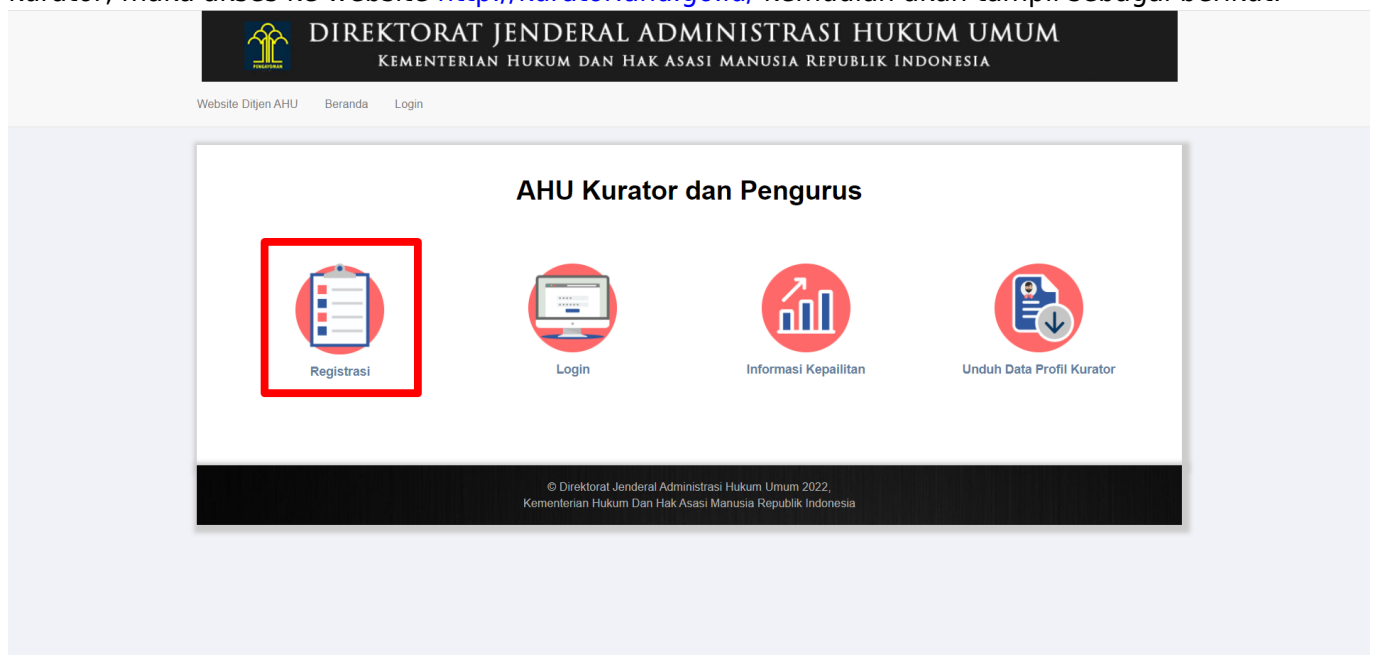 DIREKTORAT JENDERAL ADMINISTRASI HUKUM UMUM
KEMENTERIAN HUKUM DAN HAK ASASI MANUSIA REPUBLIK INDONESIA
PENGAYOMAN
Website Ditjen AHU Beranda Login
AHU Kurator dan Pengurus
Registrasi Login Informasi Kepailitan Unduh Data Profil Kurator
© Direktorat Jenderal Administrasi Hukum Umum 2022,
Kementerian Hukum Dan Hak Asasi Manusia Republik Indonesia